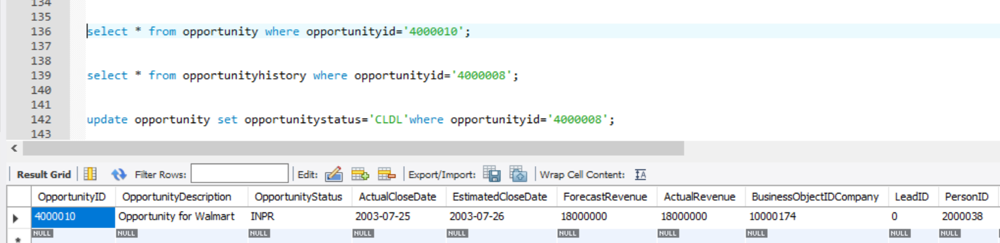 134
135
136 select * from opportunity where opportunityid='4000010';
137
138
139 select * from opportunityhistory where opportunityid='4000008';
140
141
142 update opportunity set opportunitystatus='CLDL'where opportunityid='4000008';
143
Result Grid Filter Rows: Edit: Export/Import: Wrap Cell Content: IA
OpportunityID OpportunityDescription OpportunityStatus ActualCloseDate EstimatedCloseDate ForecastRevenue ActualRevenue BusinessObjectIDCompany LeadID PersonID
4000010 Opportunity for Walmart INPR 2003-07-25 2003-07-26 18000000 18000000 10000174 0 2000038
* NULL NULL NULL NULL NULL NULL NULL NULL NULL NULL